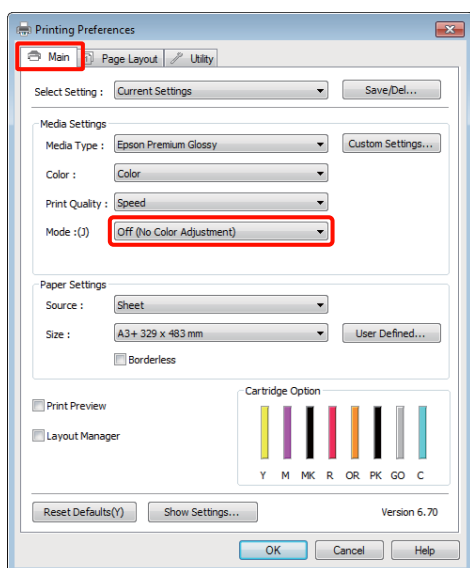 Printing Preferences
Main Page Layout Utility
Select Setting : Current Settings Save/Del...
Media Settings
Media Type : Epson Premium Glossy Custom Settings...
Color : Color
Print Quality : Speed
Mode :(J) Off (No Color Adjustment)
Paper Settings
Source : Sheet
Size : A3+ 329 x 483 mm User Defined...
Borderless
Print Preview
Layout Manager
Cartridge Option
Y M MK R OR PK GO C
Reset Defaults(Y) Show Settings... Version 6.70
OK Cancel Help